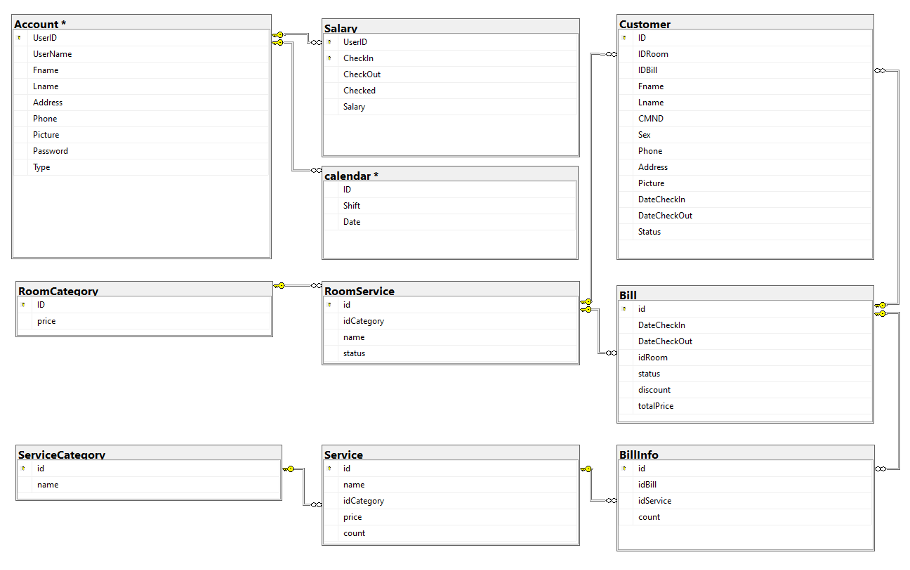 Account *
UserID
UserName
Fname
Lname
Address
Phone
Picture
Password
Type
Salary
UserID
CheckIn
CheckOut
Checked
Salary
calendar *
ID
Shift
Date
Customer
ID
IDRoom
IDBill
Fname
Lname
CMND
Sex
Phone
Address
Picture
DateCheckIn
DateCheckOut
Status
RoomCategory
ID
price
RoomService
id
idCategory
name
status
Bill
id
DateCheckIn
DateCheckOut
idRoom
status
discount
totalPrice
ServiceCategory
id
name
Service
id
name
idCategory
price
count
BillInfo
id
idBill
idService
count